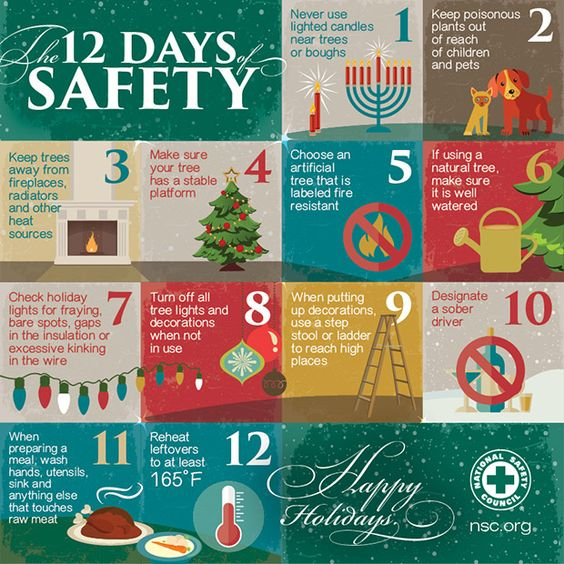 The 12 DAYS of
SAFETY
1
Never use
lighted candles
near trees
or boughs
2
Keep poisonous
plants out
of reach
of children
and pets
3
Keep trees
away from
fireplaces,
radiators
and other
heat
sources
4
Make sure
your tree
has a stable
platform
5
Choose an
artificial
tree that is
labeled fire
resistant
6
If using a
natural tree,
make sure
it is well
watered
7
Check holiday
lights for fraying,
bare spots, gaps
in the insulation or
excessive kinking
in the wire
8
Turn off all
tree lights and
decorations
when not
in use
9
When putting
up decorations,
use a step
stool or ladder
to reach high
places
10
Designate
a sober
driver
11
When
preparing a
meal, wash
hands, utensils,
sink and
anything else
that touches
raw meat
12
Reheat
leftovers
to at least
165°F
Happy
Holidays
NATIONAL SAFETY
COUNCIL
nsc.org